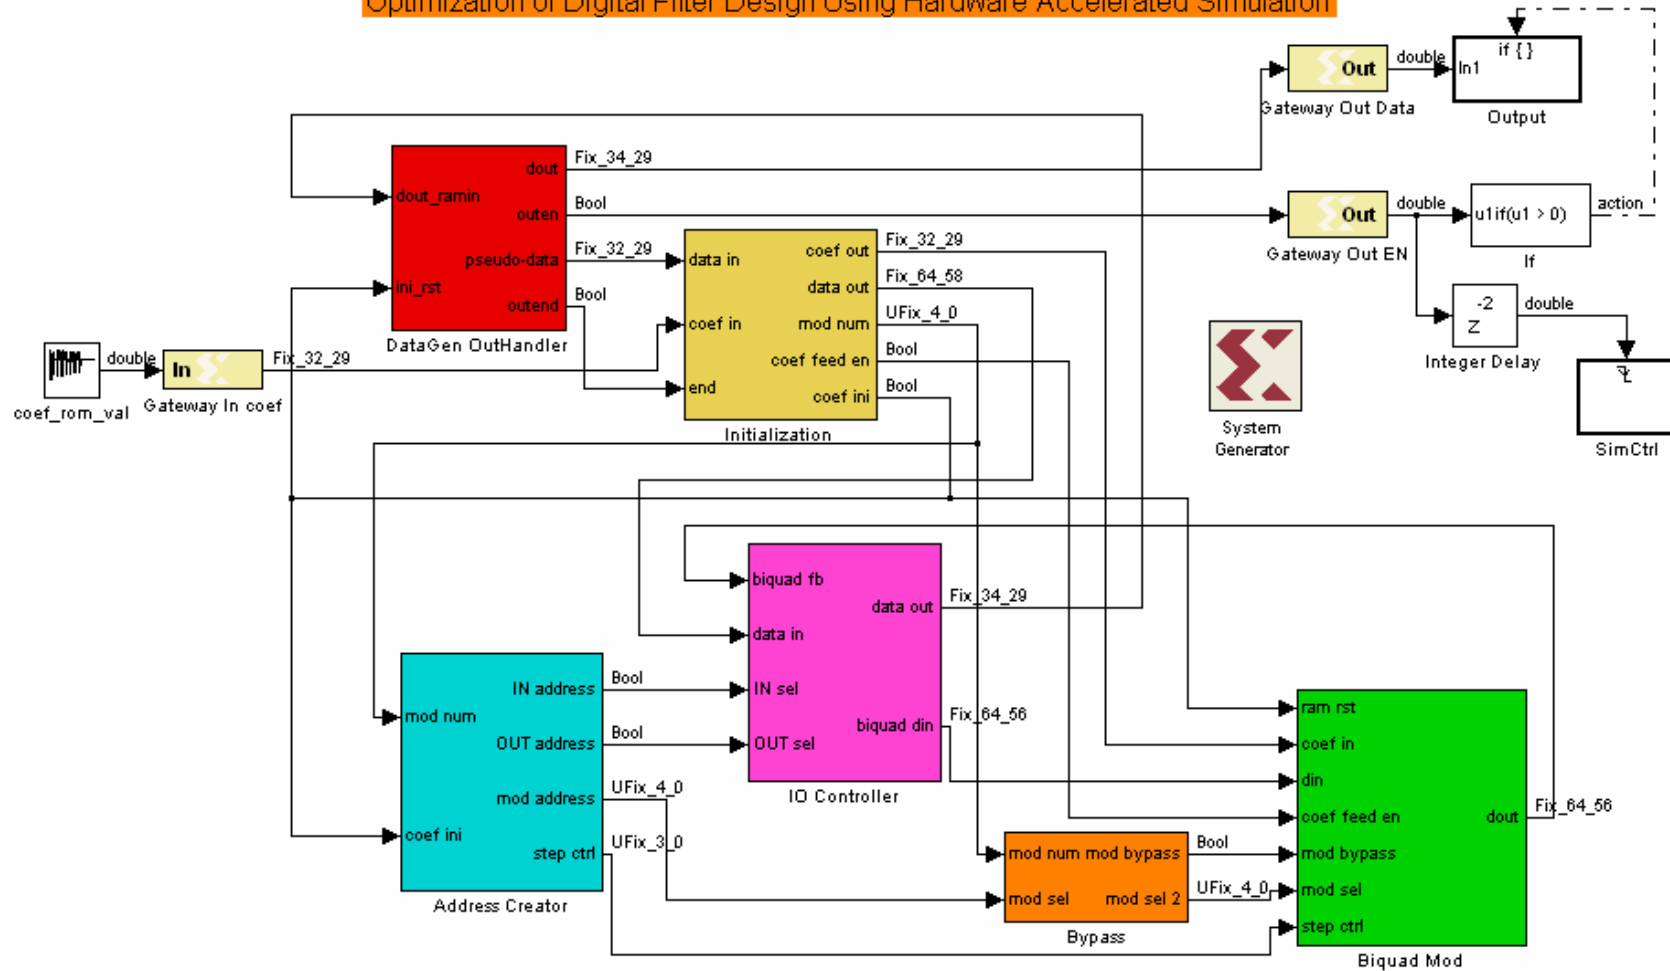 Optimization of Digital Filter Design Using Hardware Accelerated Simulation
Out
double
if { }
In1
Gateway Out Data
Output
dout_ramin
dout
Fix_34_29
outen
Bool
pseudo-data
Fix_32_29
ini_rst
outend
Bool
DataGen OutHandler
Out
double
u1if(u1 > 0)
action
Gateway Out EN
If
-2
Z
double
Integer Delay
SimCtrl
data in
coef out
Fix_32_29
data out
Fix_64_58
coef in
mod num
UFix_4_0
coef feed en
Bool
end
coef ini
Bool
Initialization
double
In
Fix_32_29
coef_rom_val
Gateway In coef
System
Generator
biquad fb
data out
Fix_34_29
data in
IN sel
biquad din
Fix_64_56
OUT sel
IO Controller
IN address
Bool
mod num
OUT address
Bool
mod address
UFix_4_0
coef ini
step ctrl
UFix_3_0
Address Creator
mod num
mod bypass
Bool
mod sel
mod sel 2
UFix_4_0
Bypass
ram rst
coef in
din
coef feed en
dout
Fix_64_56
mod bypass
mod sel
step ctrl
Biquad Mod